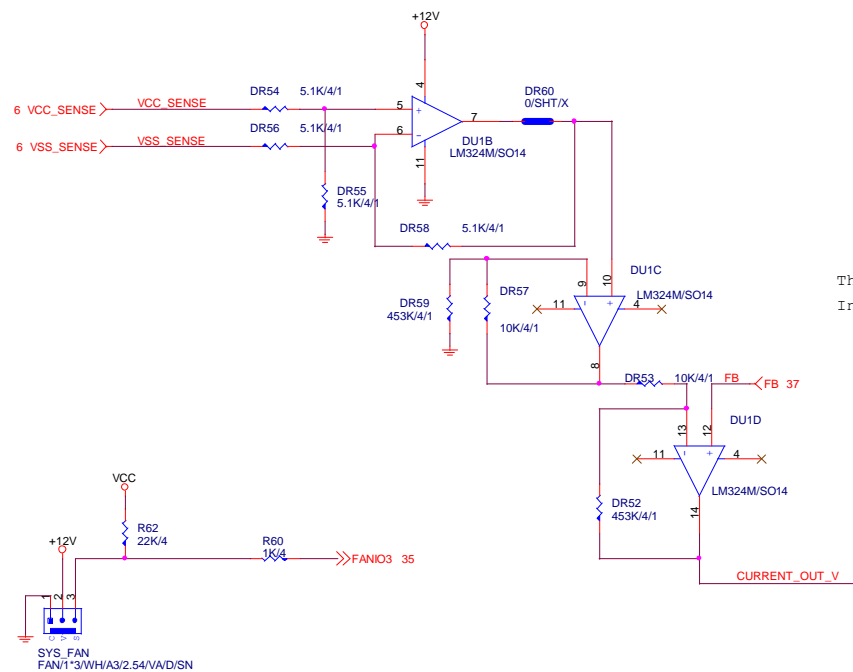 +12V
DR54 5.1K/4/1
DR60
0/SHT/X
4
6 VCC_SENSE VCC_SENSE
5 + 7
DR56 5.1K/4/1
6 - DU1B
LM324M/SO14
6 VSS_SENSE VSS_SENSE
11
DR55
5.1K/4/1
DR58 5.1K/4/1
DU1C
9 10
DR57 LM324M/SO14
Th
DR59
453K/4/1
11 - + 4
In
10K/4/1
8
DR53 10K/4/1 FB FB 37
DU1D
13 12
11 - + 4
LM324M/SO14
VCC
DR52
453K/4/1
14
R62
22K/4
+12V
R60
1K/4
FANIO3 35
CURRENT_OUT_V
1 2 3
C V S
SYS_FAN
FAN/1*3/WH/A3/2.54/VA/D/SN